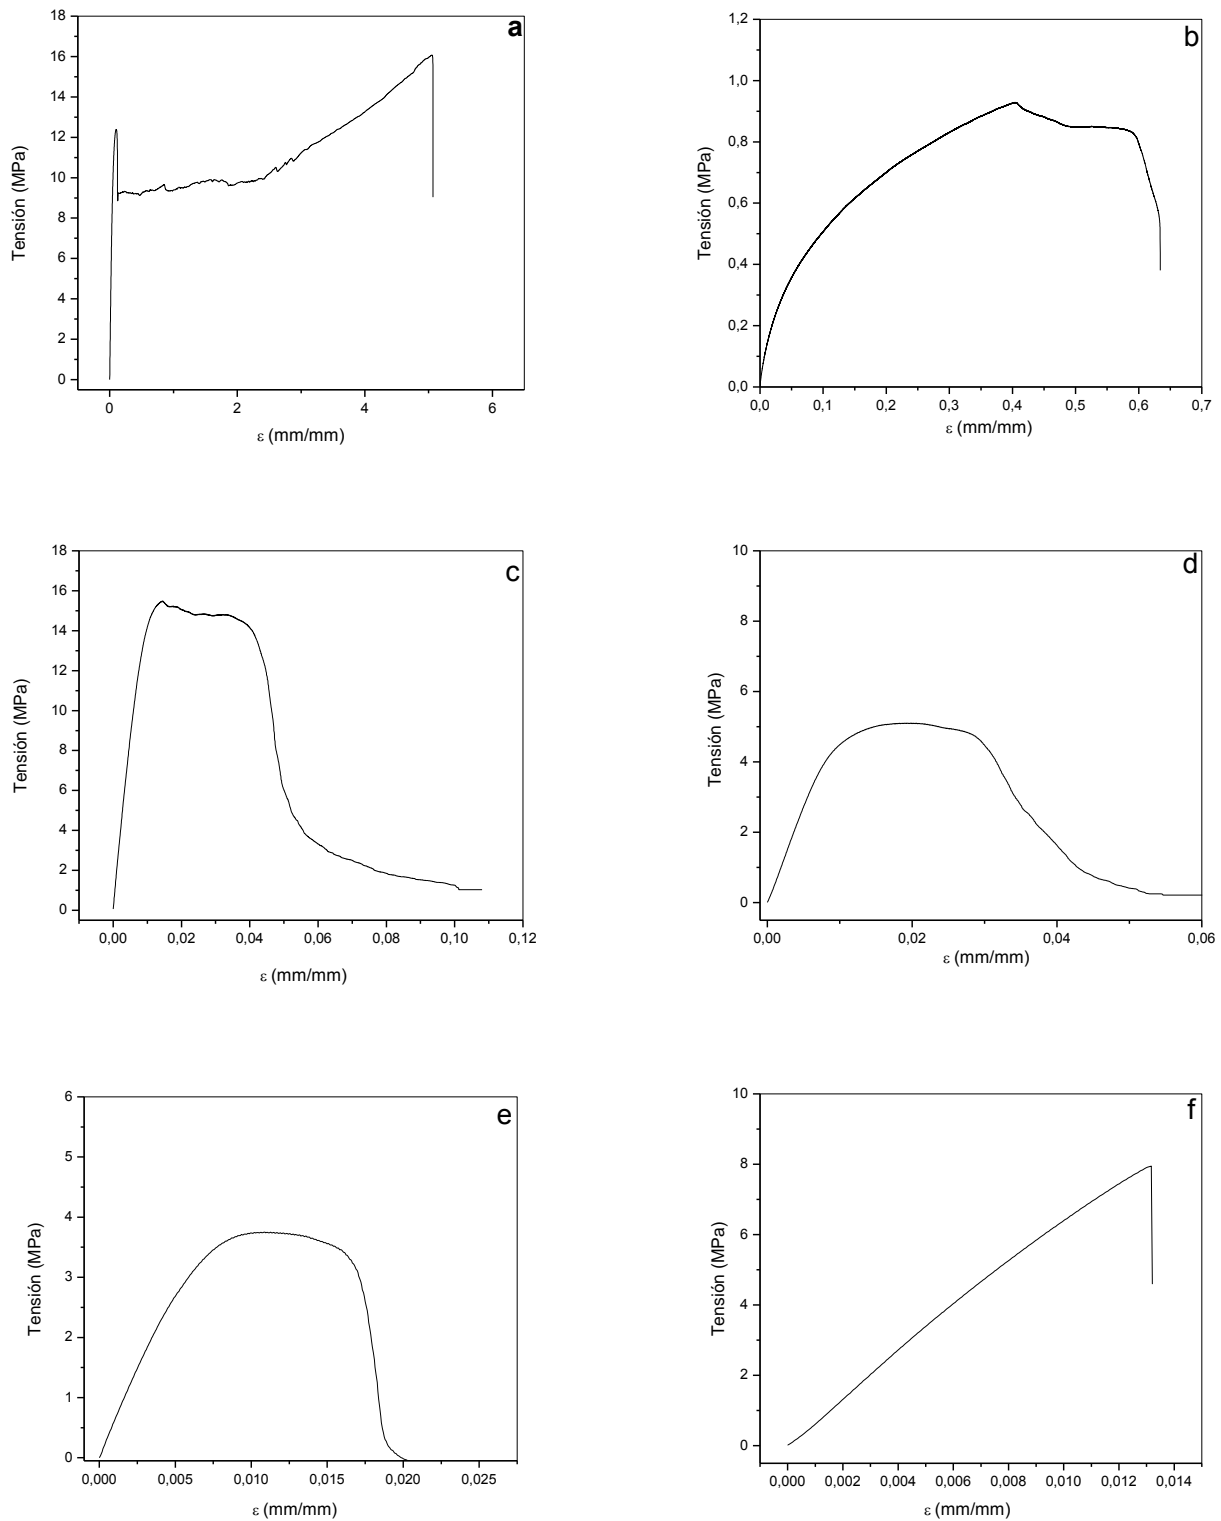 a
18
16
14
12
10
8
6
4
2
0
Tensión (MPa)
0 2 4 6
ε (mm/mm)
b
1,2
1,0
0,8
0,6
0,4
0,2
0,0
Tensión (MPa)
0,0 0,1 0,2 0,3 0,4 0,5 0,6 0,7
ε (mm/mm)
c
18
16
14
12
10
8
6
4
2
0
Tensión (MPa)
0,00 0,02 0,04 0,06 0,08 0,10 0,12
ε (mm/mm)
d
10
8
6
4
2
0
Tensión (MPa)
0,00 0,02 0,04 0,06
ε (mm/mm)
e
6
5
4
3
2
1
0
Tensión (MPa)
0,000 0,005 0,010 0,015 0,020 0,025
ε (mm/mm)
f
10
8
6
4
2
0
Tensión (MPa)
0,000 0,002 0,004 0,006 0,008 0,010 0,012 0,014
ε (mm/mm)